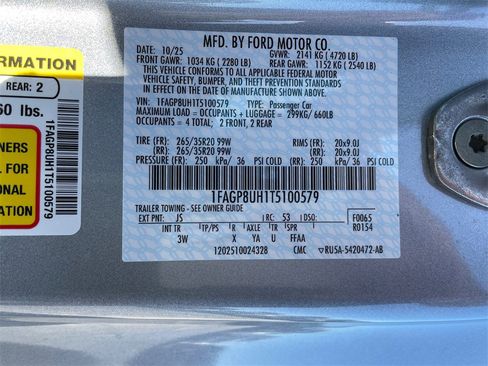 FORMATION
REAR: 2
60 lbs.
NERS
FOR
ONAL
ATION
1FAGP8UH1T5100579
MFD. BY FORD MOTOR CO.
10/25 GVWR: 2141 KG ( 4720 LB)
FRONT GAWR: 1034 KG ( 2280 LB) REAR GAWR: 1152 KG ( 2540 LB)
THIS VEHICLE CONFORMS TO ALL APPLICABLE FEDERAL MOTOR
VEHICLE SAFETY, BUMPER, AND THEFT PREVENTION STANDARDS
IN EFFECT ON THE DATE OF MANUFACTURE SHOWN ABOVE.
VIN: 1FAGP8UH1T5100579 TYPE: Passenger Car
MAXIMUM LOAD = OCCUPANTS + LUGGAGE = 299KG/ 660LB
OCCUPANTS = 4 TOTAL; 2 FRONT, 2 REAR
TIRE (FR): 265/35R20 99W RIMS (FR): 20x9.0J
(RR): 265/35R20 99W (RR): 20x9.0J
PRESSURE (FR): 250 kPa/ 36 PSI COLD (RR): 250 kPa/ 36 PSI COLD
1FAGP8UH1T5100579
TRAILER TOWING - SEE OWNER GUIDE
EXT PNT: JS RC: 53 DSO: F0065
R0154
INT TR TP/PS R AXLE TR FFAA
3W X YA U
1202510024328 CMC RU5A-5420472-AB